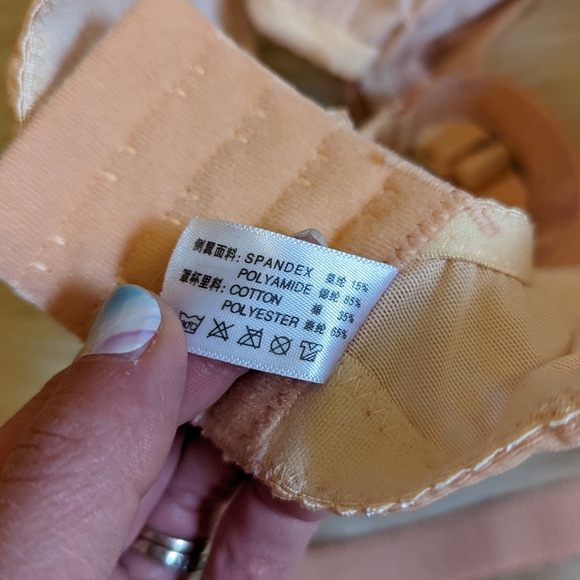 侧翼面料: SPANDEX 氨纶 15%
POLYAMIDE 锦纶 85%
罩杯里料: COTTON 棉 35%
POLYESTER 涤纶 65%